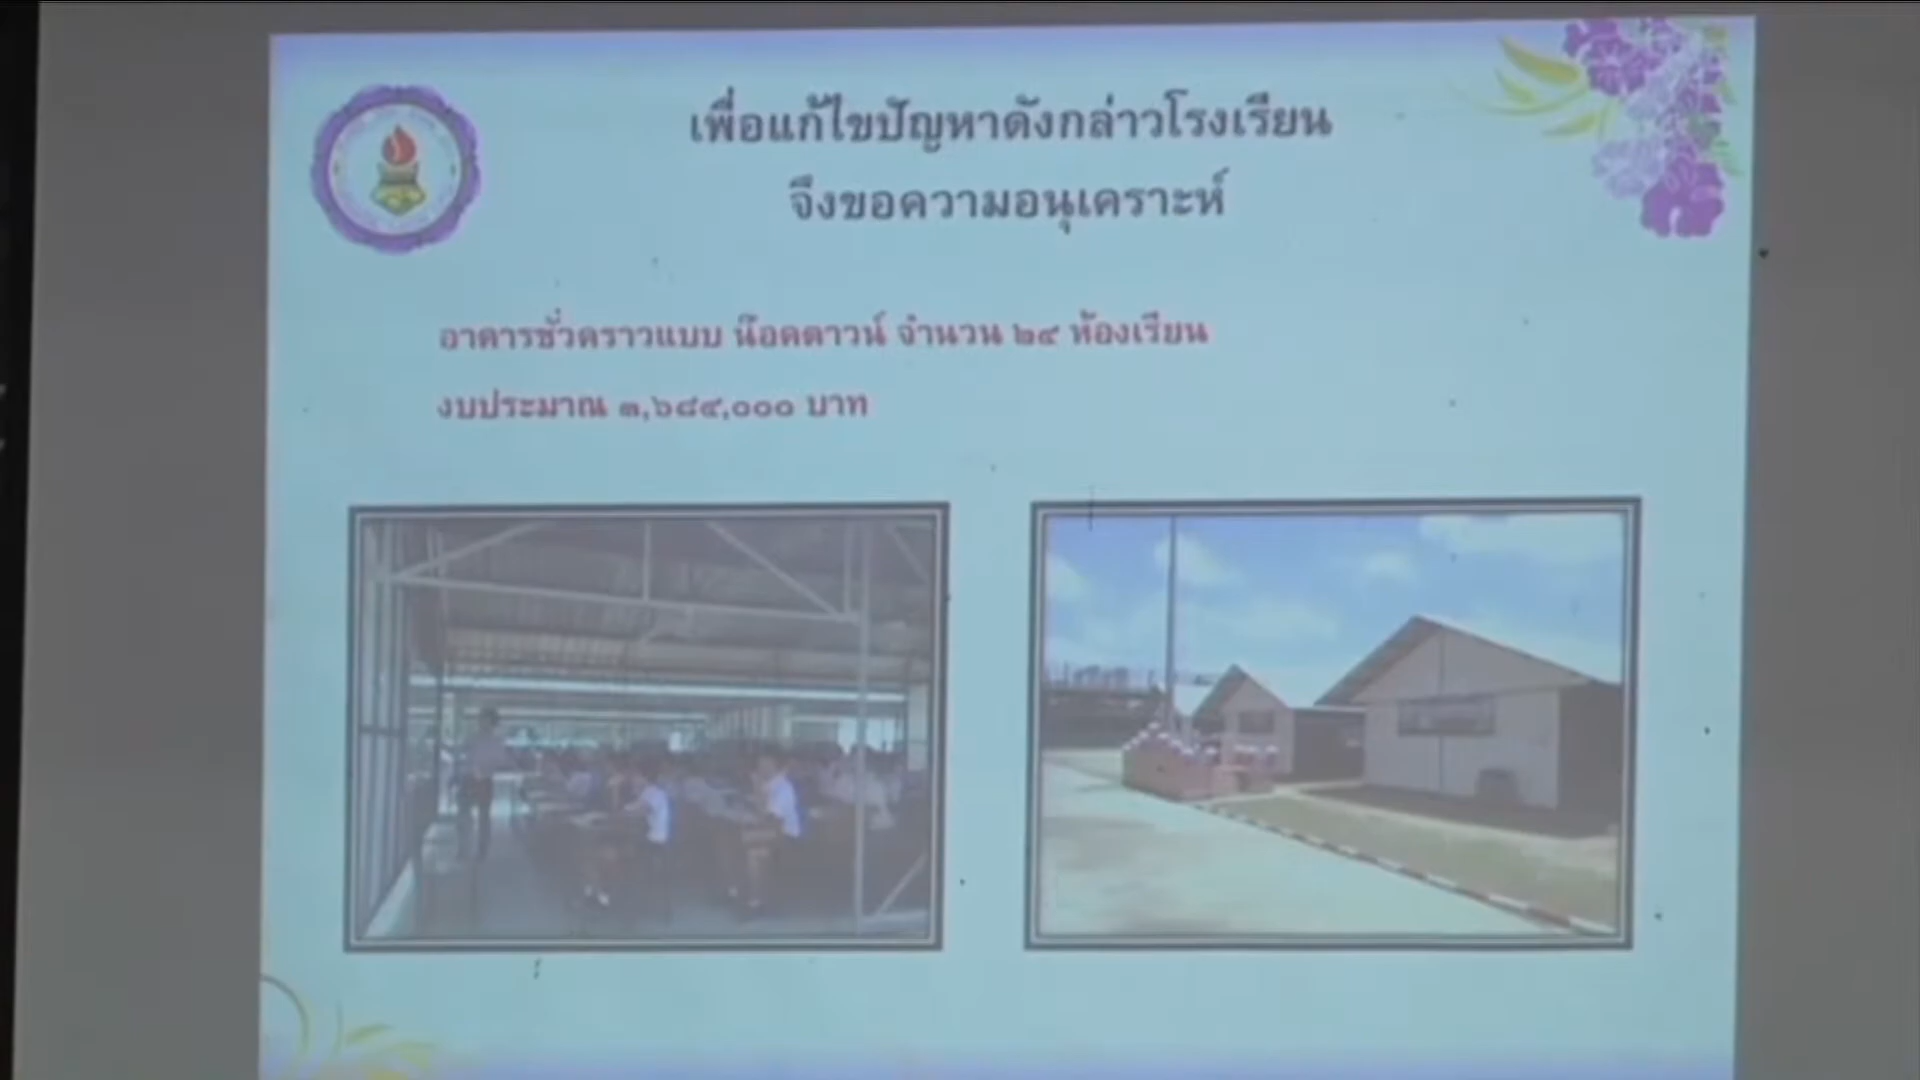 เพื่อแก้ไขปัญหาดังกล่าวโรงเรียน
จึงขอความอนุเคราะห์
อาคารชั่วคราวแบบ น๊อคดาวน์ จำนวน ๒๔ ห้องเรียน
งบประมาณ ๓,๖๘๔,๐๐๐ บาท